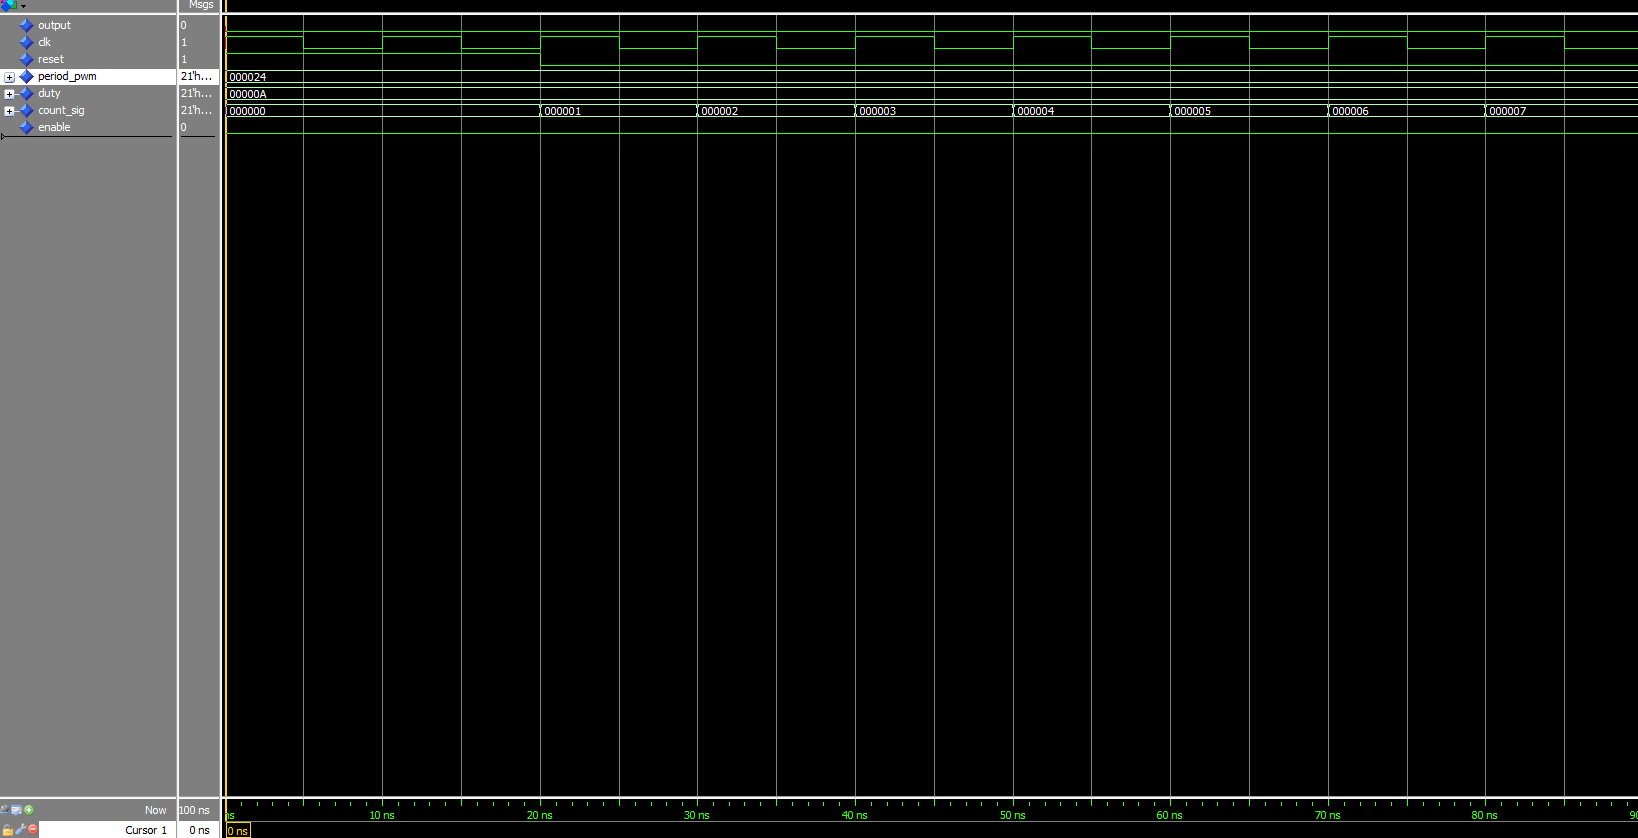 Msgs
output 0
clk 1
reset 1
period_pwm 21'h... 000024
duty 21'h... 00000A
count_sig 21'h... 000000 000001 000002 000003 000004 000005 000006 000007
enable 0
Now 100 ns ns 10 ns 20 ns 30 ns 40 ns 50 ns 60 ns 70 ns 80 ns 90
Cursor 1 0 ns 0 ns